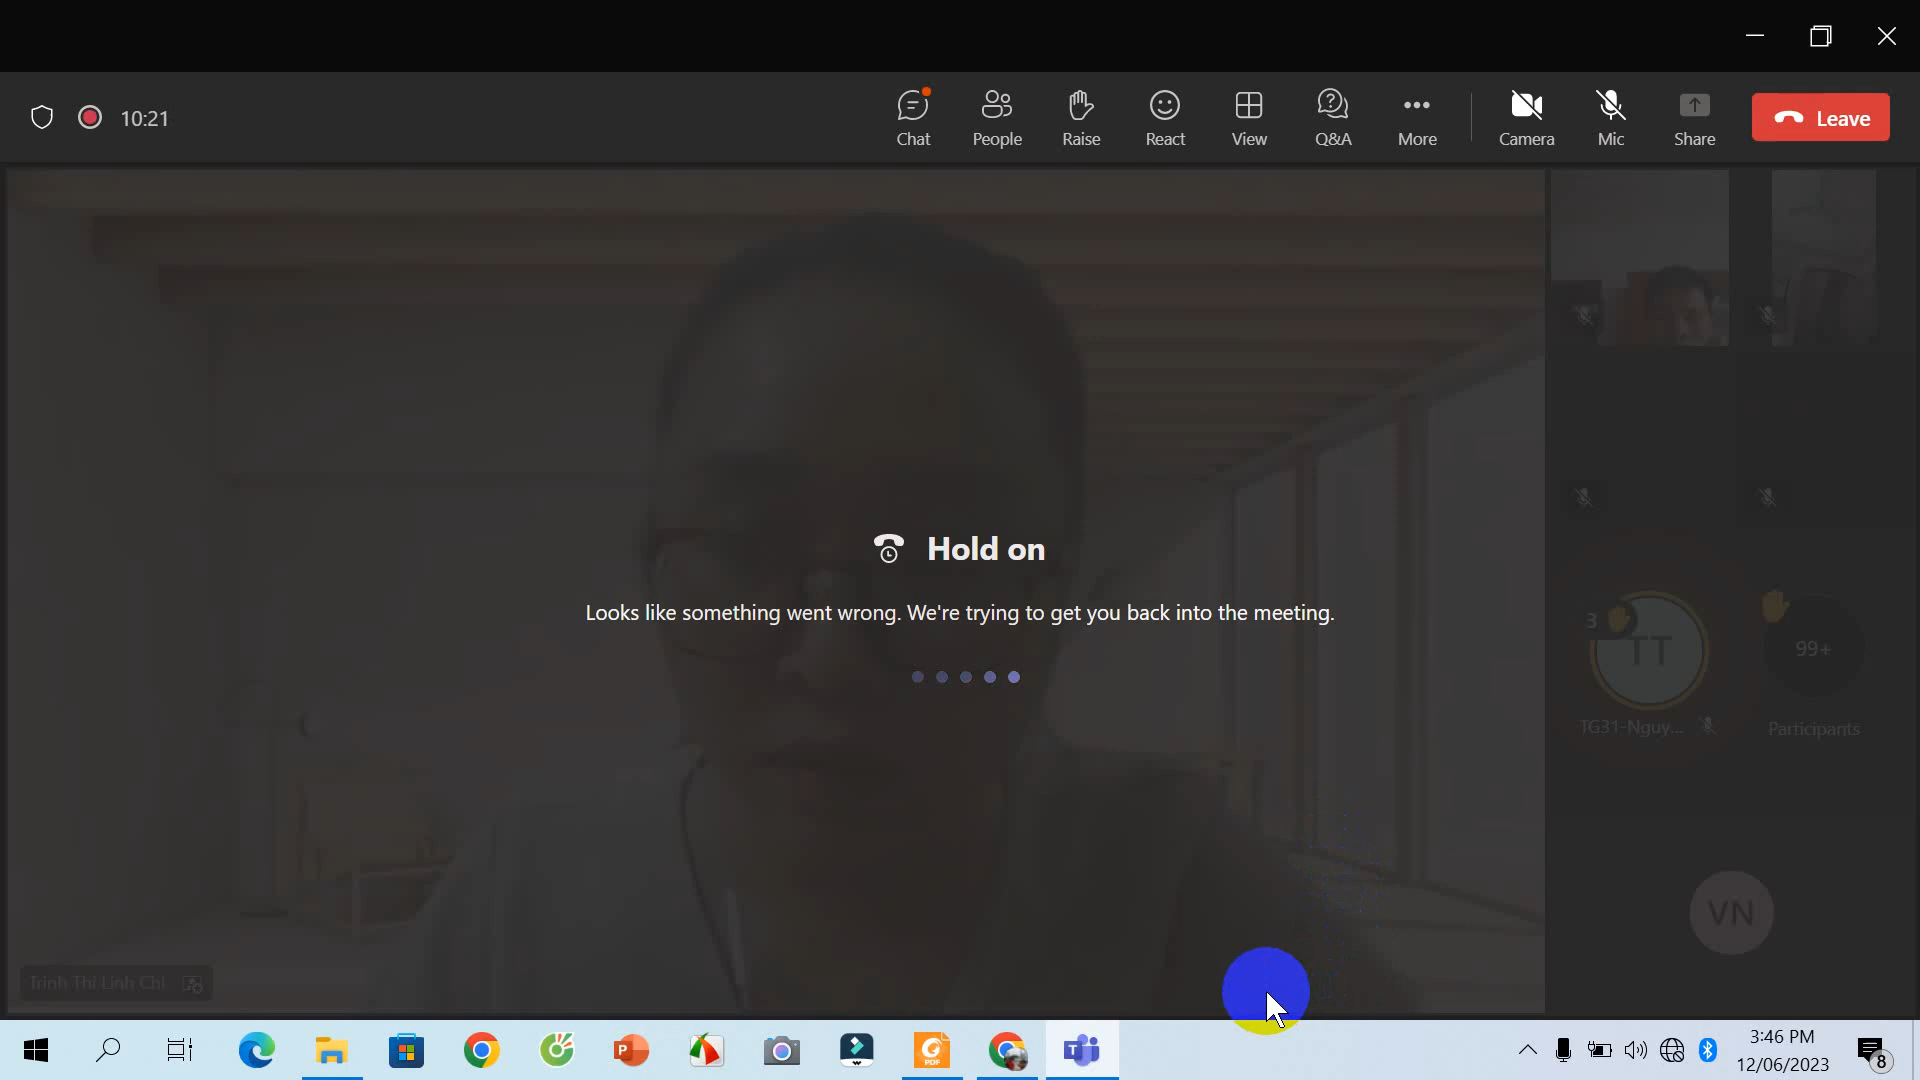 10:21
Chat
People
Raise
React
View
Q&A
More
Camera
Mic
Share
Leave
Hold on
Looks like something went wrong. We're trying to get you back into the meeting.
3
TT
99+
TG31-Nguy...
Participants
VN
Trinh Thi Linh Chi
P
PDF
T
3:46 PM
12/06/2023
8